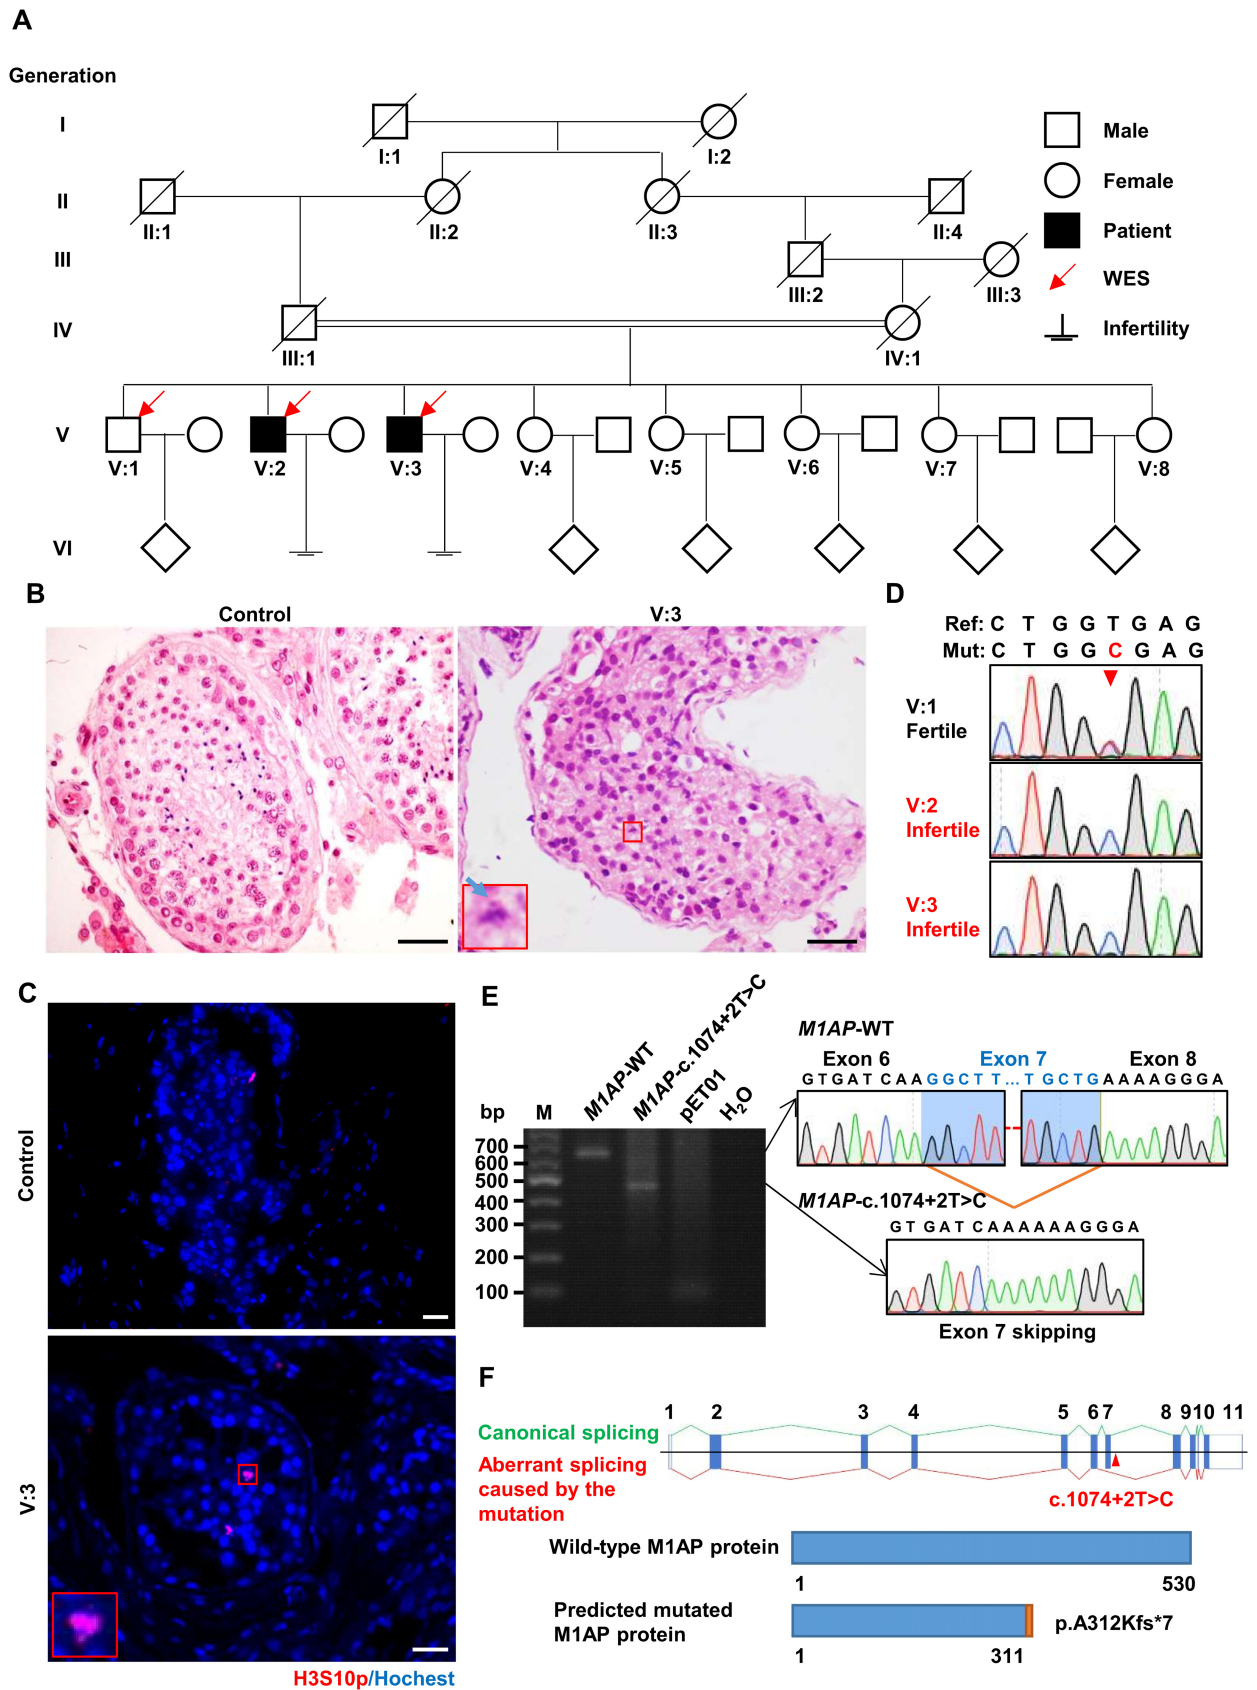 A
Generation
I
II
III
IV
V
VI
I:1
I:2
II:1
II:2
II:3
II:4
III:2
III:3
III:1
IV:1
V:1
V:2
V:3
V:4
V:5
V:6
V:7
V:8
Male
Female
Patient
WES
Infertility
B
Control
V:3
C
Control
V:3
H3S10p/Hochest
D
Ref: C T G G T G A G
Mut: C T G G C G A G
V:1
Fertile
V:2
Infertile
V:3
Infertile
E
bp
M
M1AP-WT
M1AP-c.1074+2T>C
pET01
H₂O
700
600
500
400
300
200
100
M1AP-WT
Exon 6
Exon 7
Exon 8
G T G A T C A A G G C T T ... T G C T G A A A A G G G A
M1AP-c.1074+2T>C
G T G A T C A A A A A A G G G A
Exon 7 skipping
F
1 2 3 4 5 6 7 8 9 10 11
Canonical splicing
Aberrant splicing
caused by the
mutation
c.1074+2T>C
Wild-type M1AP protein
1
530
Predicted mutated
M1AP protein
p.A312Kfs*7
1
311